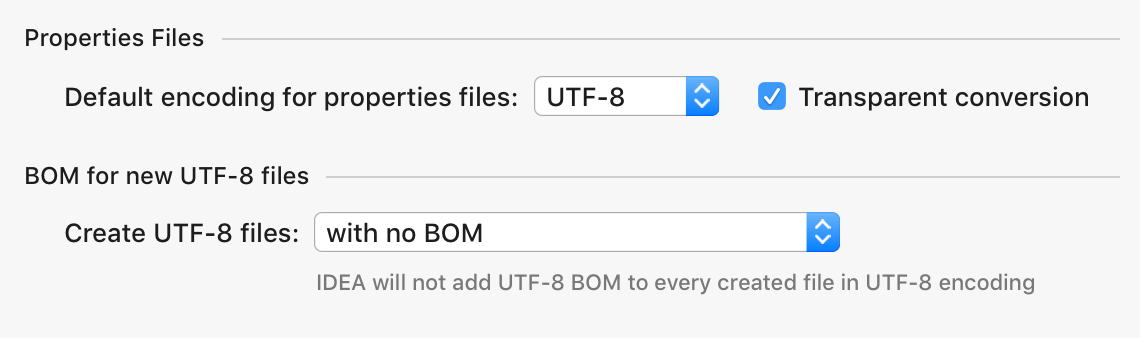 Properties Files
Default encoding for properties files: UTF-8 Transparent conversion
BOM for new UTF-8 files
Create UTF-8 files: with no BOM
IDEA will not add UTF-8 BOM to every created file in UTF-8 encoding